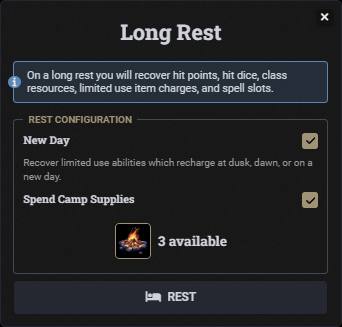 Long Rest
On a long rest you will recover hit points, hit dice, class
resources, limited use item charges, and spell slots.
REST CONFIGURATION
New Day
Recover limited use abilities which recharge at dusk, dawn, or on a
new day.
Spend Camp Supplies
3 available
REST